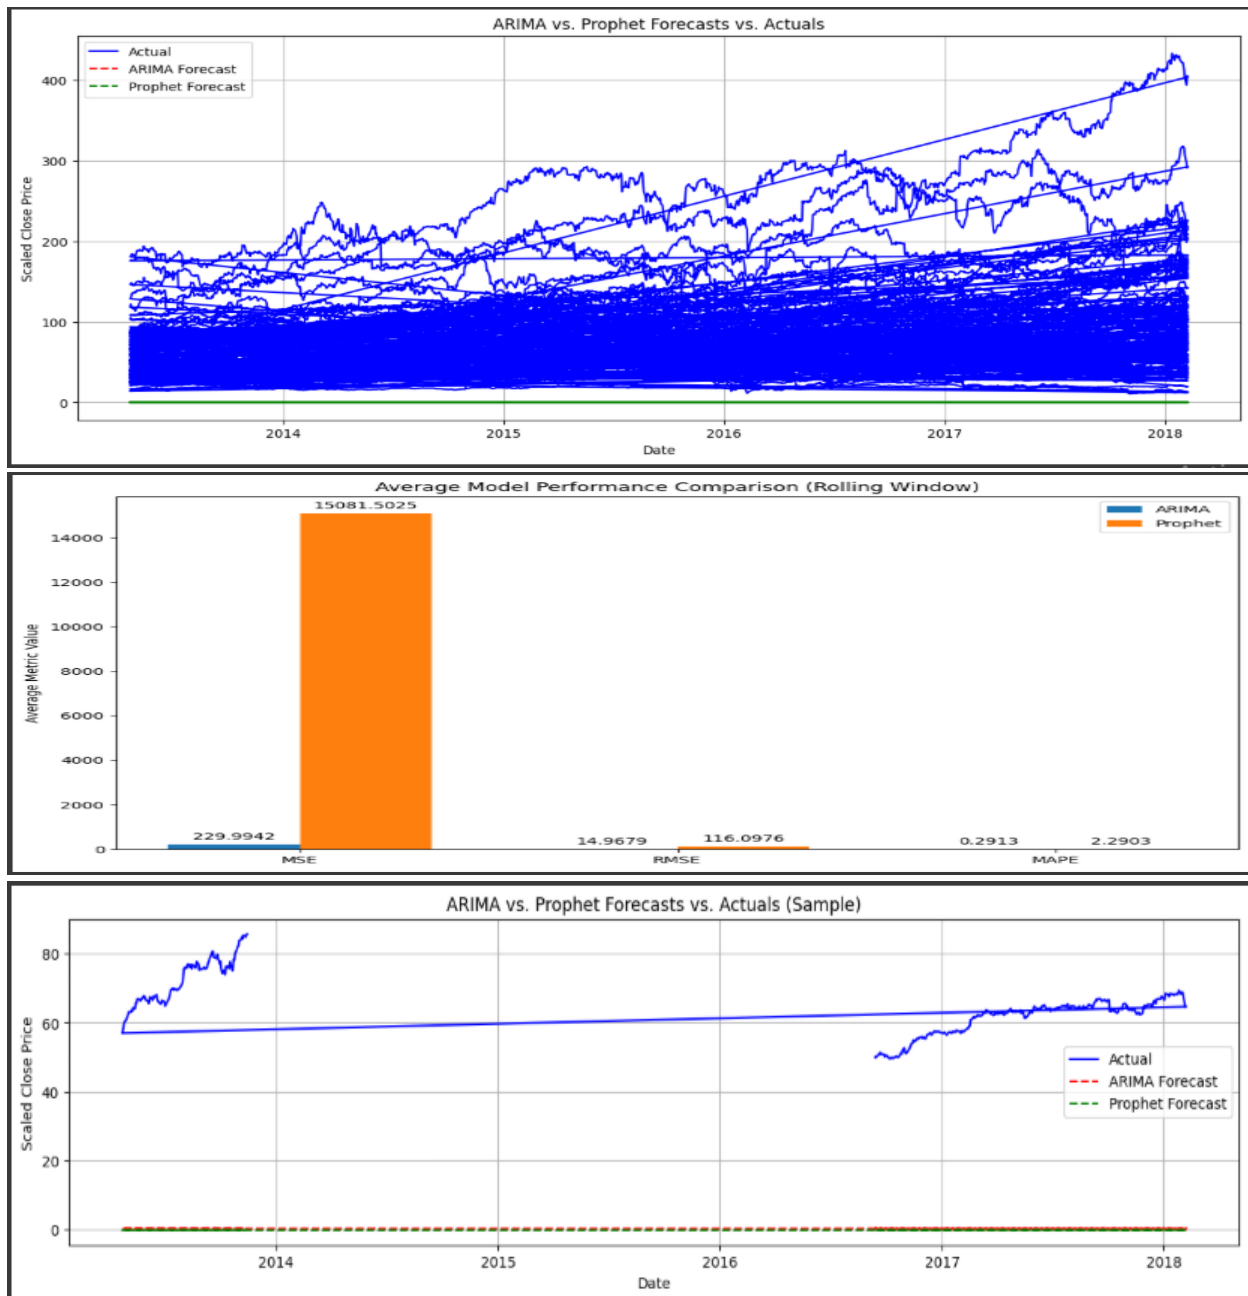 ARIMA vs. Prophet Forecasts vs. Actuals
Actual
ARIMA Forecast
Prophet Forecast
Scaled Close Price
400
300
200
100
0
2014 2015 2016 2017 2018
Date
Average Model Performance Comparison (Rolling Window)
ARIMA
Prophet
Average Metric Value
14000
12000
10000
8000
6000
4000
2000
0
15081.5025
229.9942
14.9679
116.0976
0.2913
2.2903
MSE RMSE MAPE
ARIMA vs. Prophet Forecasts vs. Actuals (Sample)
Scaled Close Price
80
60
40
20
0
Actual
ARIMA Forecast
Prophet Forecast
2014 2015 2016 2017 2018
Date